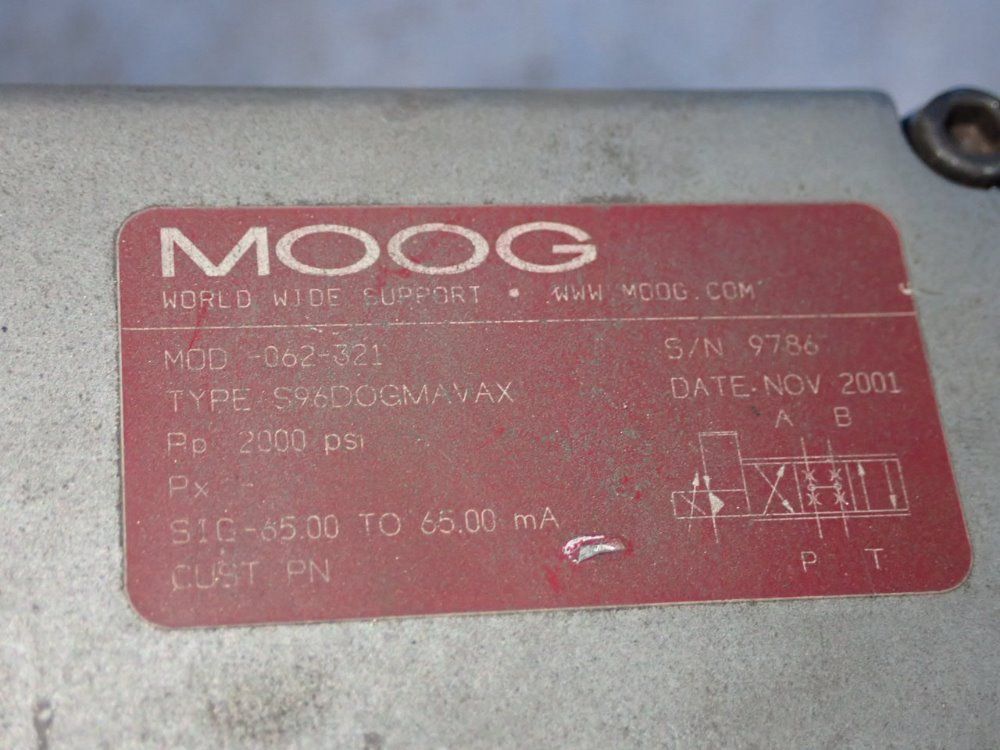 MOOG
WORLD WIDE SUPPORT • WWW.MOOG.COM
MOD -062-321 S/N 9786
TYPE S96DOGMAVAX DATE NOV 2001
Pp 2000 psi A B
Px -
SIG -65.00 TO 65.00 mA
CUST PN P T